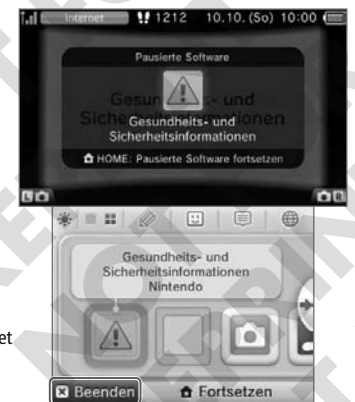 Internet 1212 10.10. (So) 10:00
Pausierte Software
Gesundheits- und
Sicherheitsinformationen
HOME: Pausierte Software fortsetzen
L R
Gesundheits- und
Sicherheitsinformationen
Nintendo
et
Beenden Fortsetzen